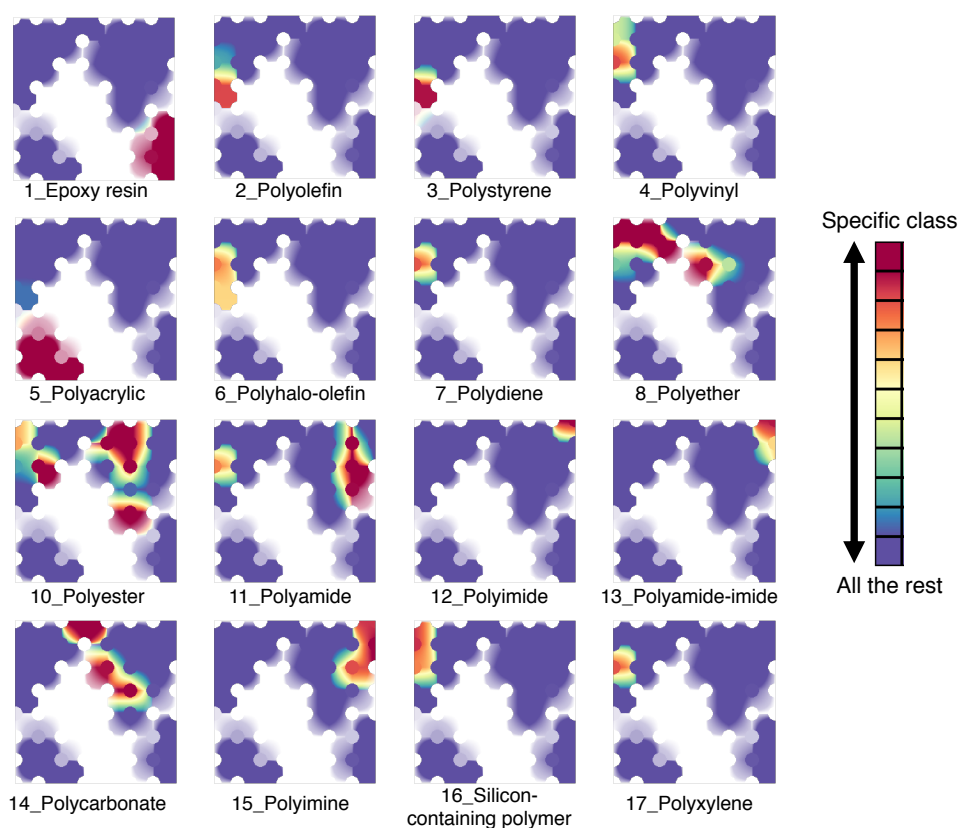 1_Epoxy resin
2_Polyolefin
3_Polystyrene
4_Polyvinyl
Specific class
5_Polyacrylic
6_Polyhalo-olefin
7_Polydiene
8_Polyether
10_Polyester
11_Polyamide
12_Polyimide
13_Polyamide-imide
All the rest
14_Polycarbonate
15_Polyimine
16_Silicon-
containing polymer
17_Polyxylene